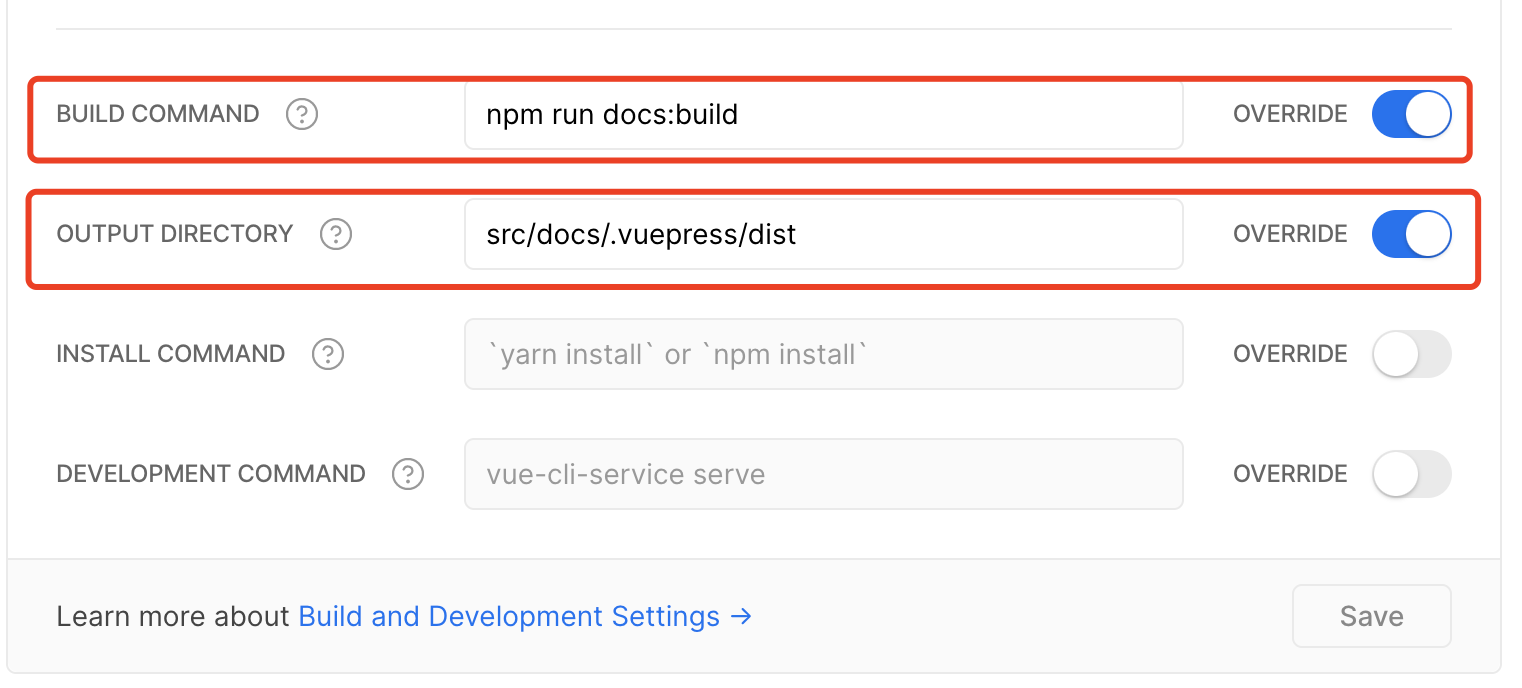 BUILD COMMAND ? npm run docs:build OVERRIDE
OUTPUT DIRECTORY ? src/docs/.vuepress/dist OVERRIDE
INSTALL COMMAND ? `yarn install` or `npm install` OVERRIDE
DEVELOPMENT COMMAND ? vue-cli-service serve OVERRIDE
Learn more about Build and Development Settings → Save